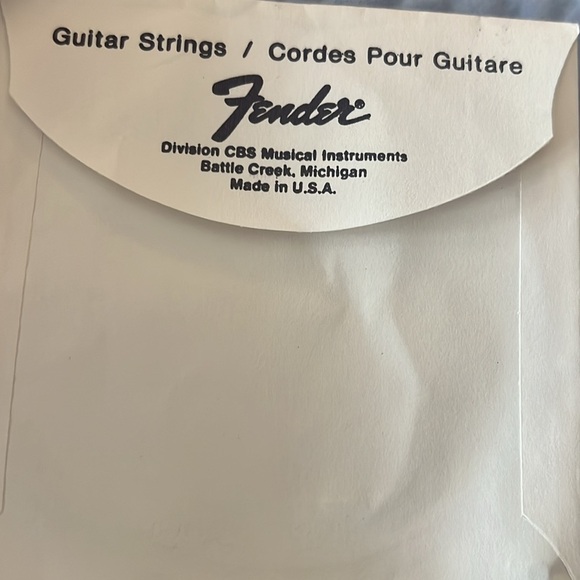 Guitar Strings / Cordes Pour Guitare
Fender®
Division CBS Musical Instruments
Battle Creek, Michigan
Made in U.S.A.